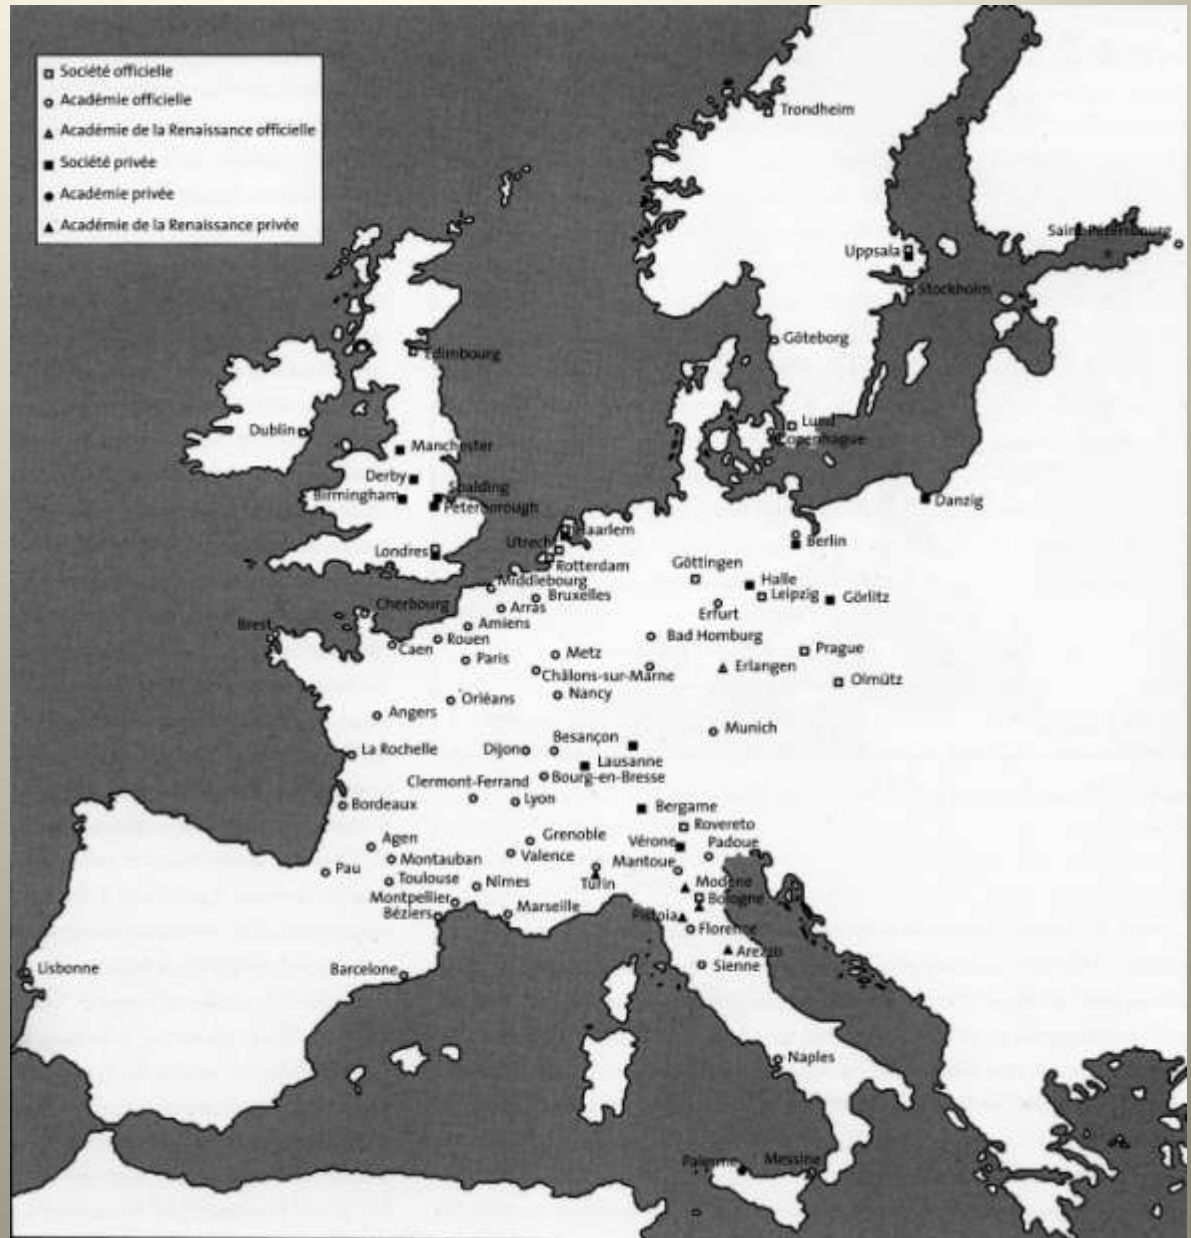 Société officielle
Académie officielle
Académie de la Renaissance officielle
Société privée
Académie privée
Académie de la Renaissance privée
Trondheim
Saint-Pétersbourg
Uppsala
Stockholm
Göteborg
Edimbourg
Dublin
Lund
Copenhague
Manchester
Derby
Spalding
Birmingham
Peterborough
Danzig
Haarlem
Utrecht
Berlin
Londres
Rotterdam
Göttingen
Middlebourg
Halle
Bruxelles
Leipzig
Görlitz
Cherbourg
Arras
Erfurt
Brest
Amiens
Rouen
Bad Homburg
Caen
Paris
Metz
Prague
Châlons-sur-Marne
Erlangen
Olmütz
Orléans
Nancy
Angers
Munich
La Rochelle
Dijon
Besançon
Lausanne
Clermont-Ferrand
Bourg-en-Bresse
Bordeaux
Lyon
Bergame
Rovereto
Agen
Grenoble
Vérone
Padoue
Montauban
Valence
Mantoue
Pau
Toulouse
Nîmes
Turin
Modène
Montpellier
Bologne
Béziers
Marseille
Pistoia
Florence
Arezzo
Lisbonne
Barcelone
Sienne
Naples
Palerme
Messine